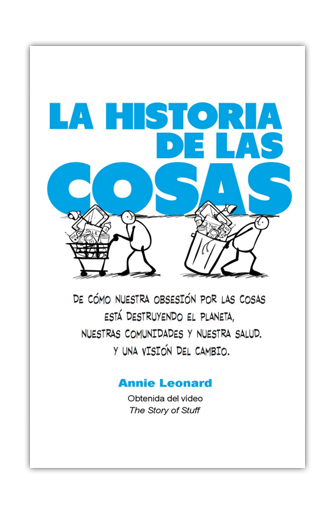 LA HISTORIA
DE LAS
COSAS
DE CÓMO NUESTRA OBSESIÓN POR LAS COSAS
ESTÁ DESTRUYENDO EL PLANETA,
NUESTRAS COMUNIDADES Y NUESTRA SALUD.
Y UNA VISIÓN DEL CAMBIO.
Annie Leonard
Obtenida del video
The Story of Stuff